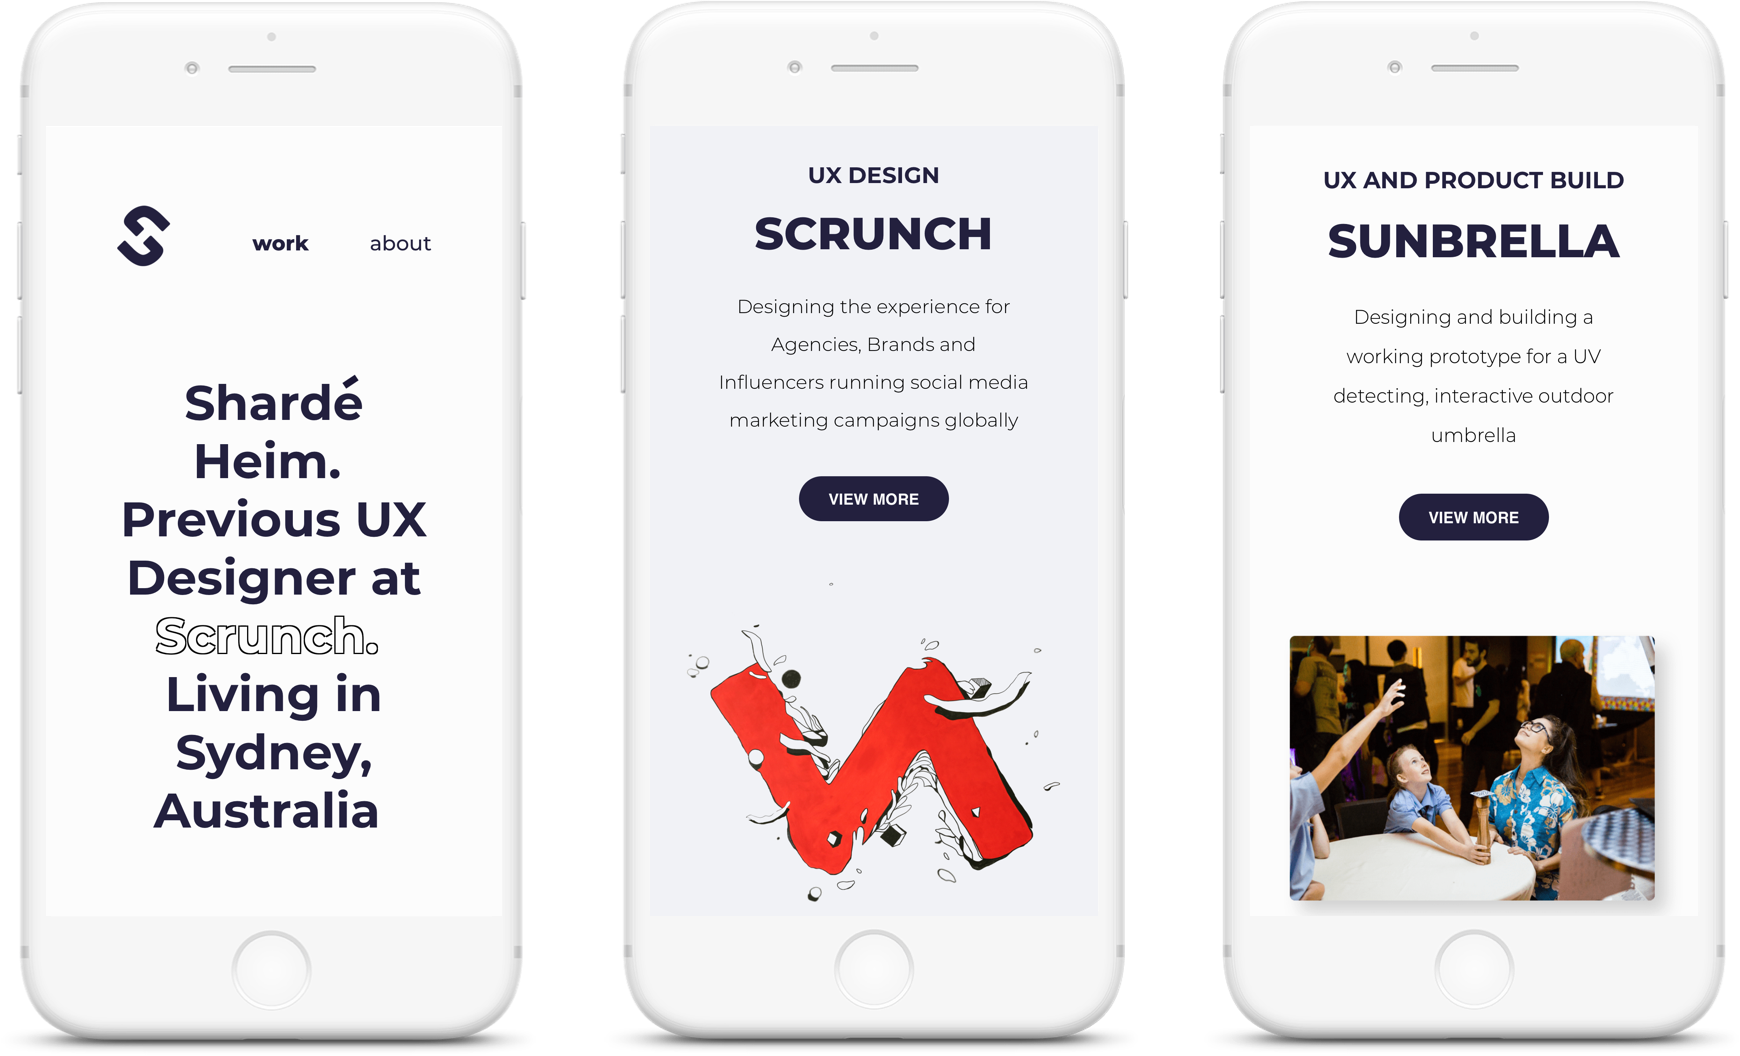 work about
Shardé
Heim.
Previous UX
Designer at
Scrunch.
Living in
Sydney,
Australia
UX DESIGN
SCRUNCH
Designing the experience for
Agencies, Brands and
Influencers running social media
marketing campaigns globally
VIEW MORE
UX AND PRODUCT BUILD
SUNBRELLA
Designing and building a
working prototype for a UV
detecting, interactive outdoor
umbrella
VIEW MORE